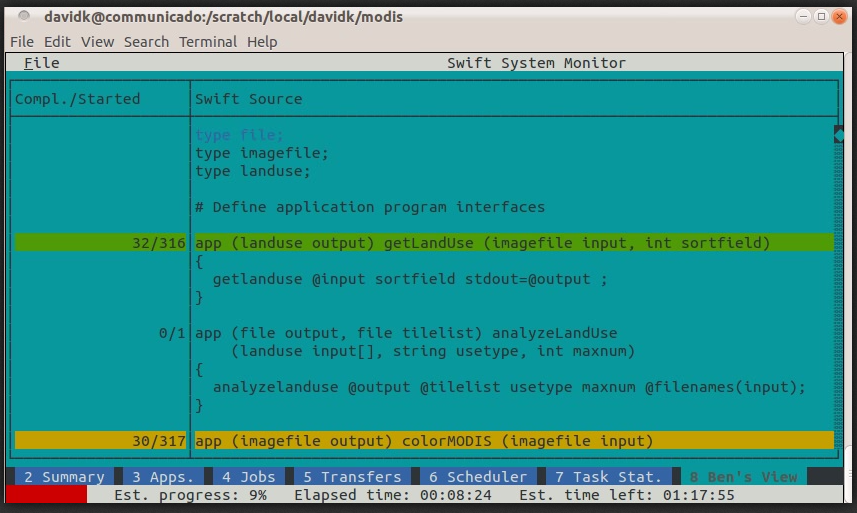 davidk@communicado:/scratch/local/davidk/modis
File Edit View Search Terminal Help
File Swift System Monitor
Compl./Started Swift Source
type file;
type imagefile;
type landuse;
# Define application program interfaces
32/316 app (landuse output) getLandUse (imagefile input, int sortfield)
{
getlanduse @input sortfield stdout=@output ;
}
0/1 app (file output, file tilelist) analyzeLandUse
(landuse input[], string usetype, int maxnum)
{
analyzelanduse @output @tilelist usetype maxnum @filenames(input);
}
30/317 app (imagefile output) colorMODIS (imagefile input)
2 Summary 3 Apps. 4 Jobs 5 Transfers 6 Scheduler 7 Task Stat. 8 Ben's View
Est. progress: 9% Elapsed time: 00:08:24 Est. time left: 01:17:55